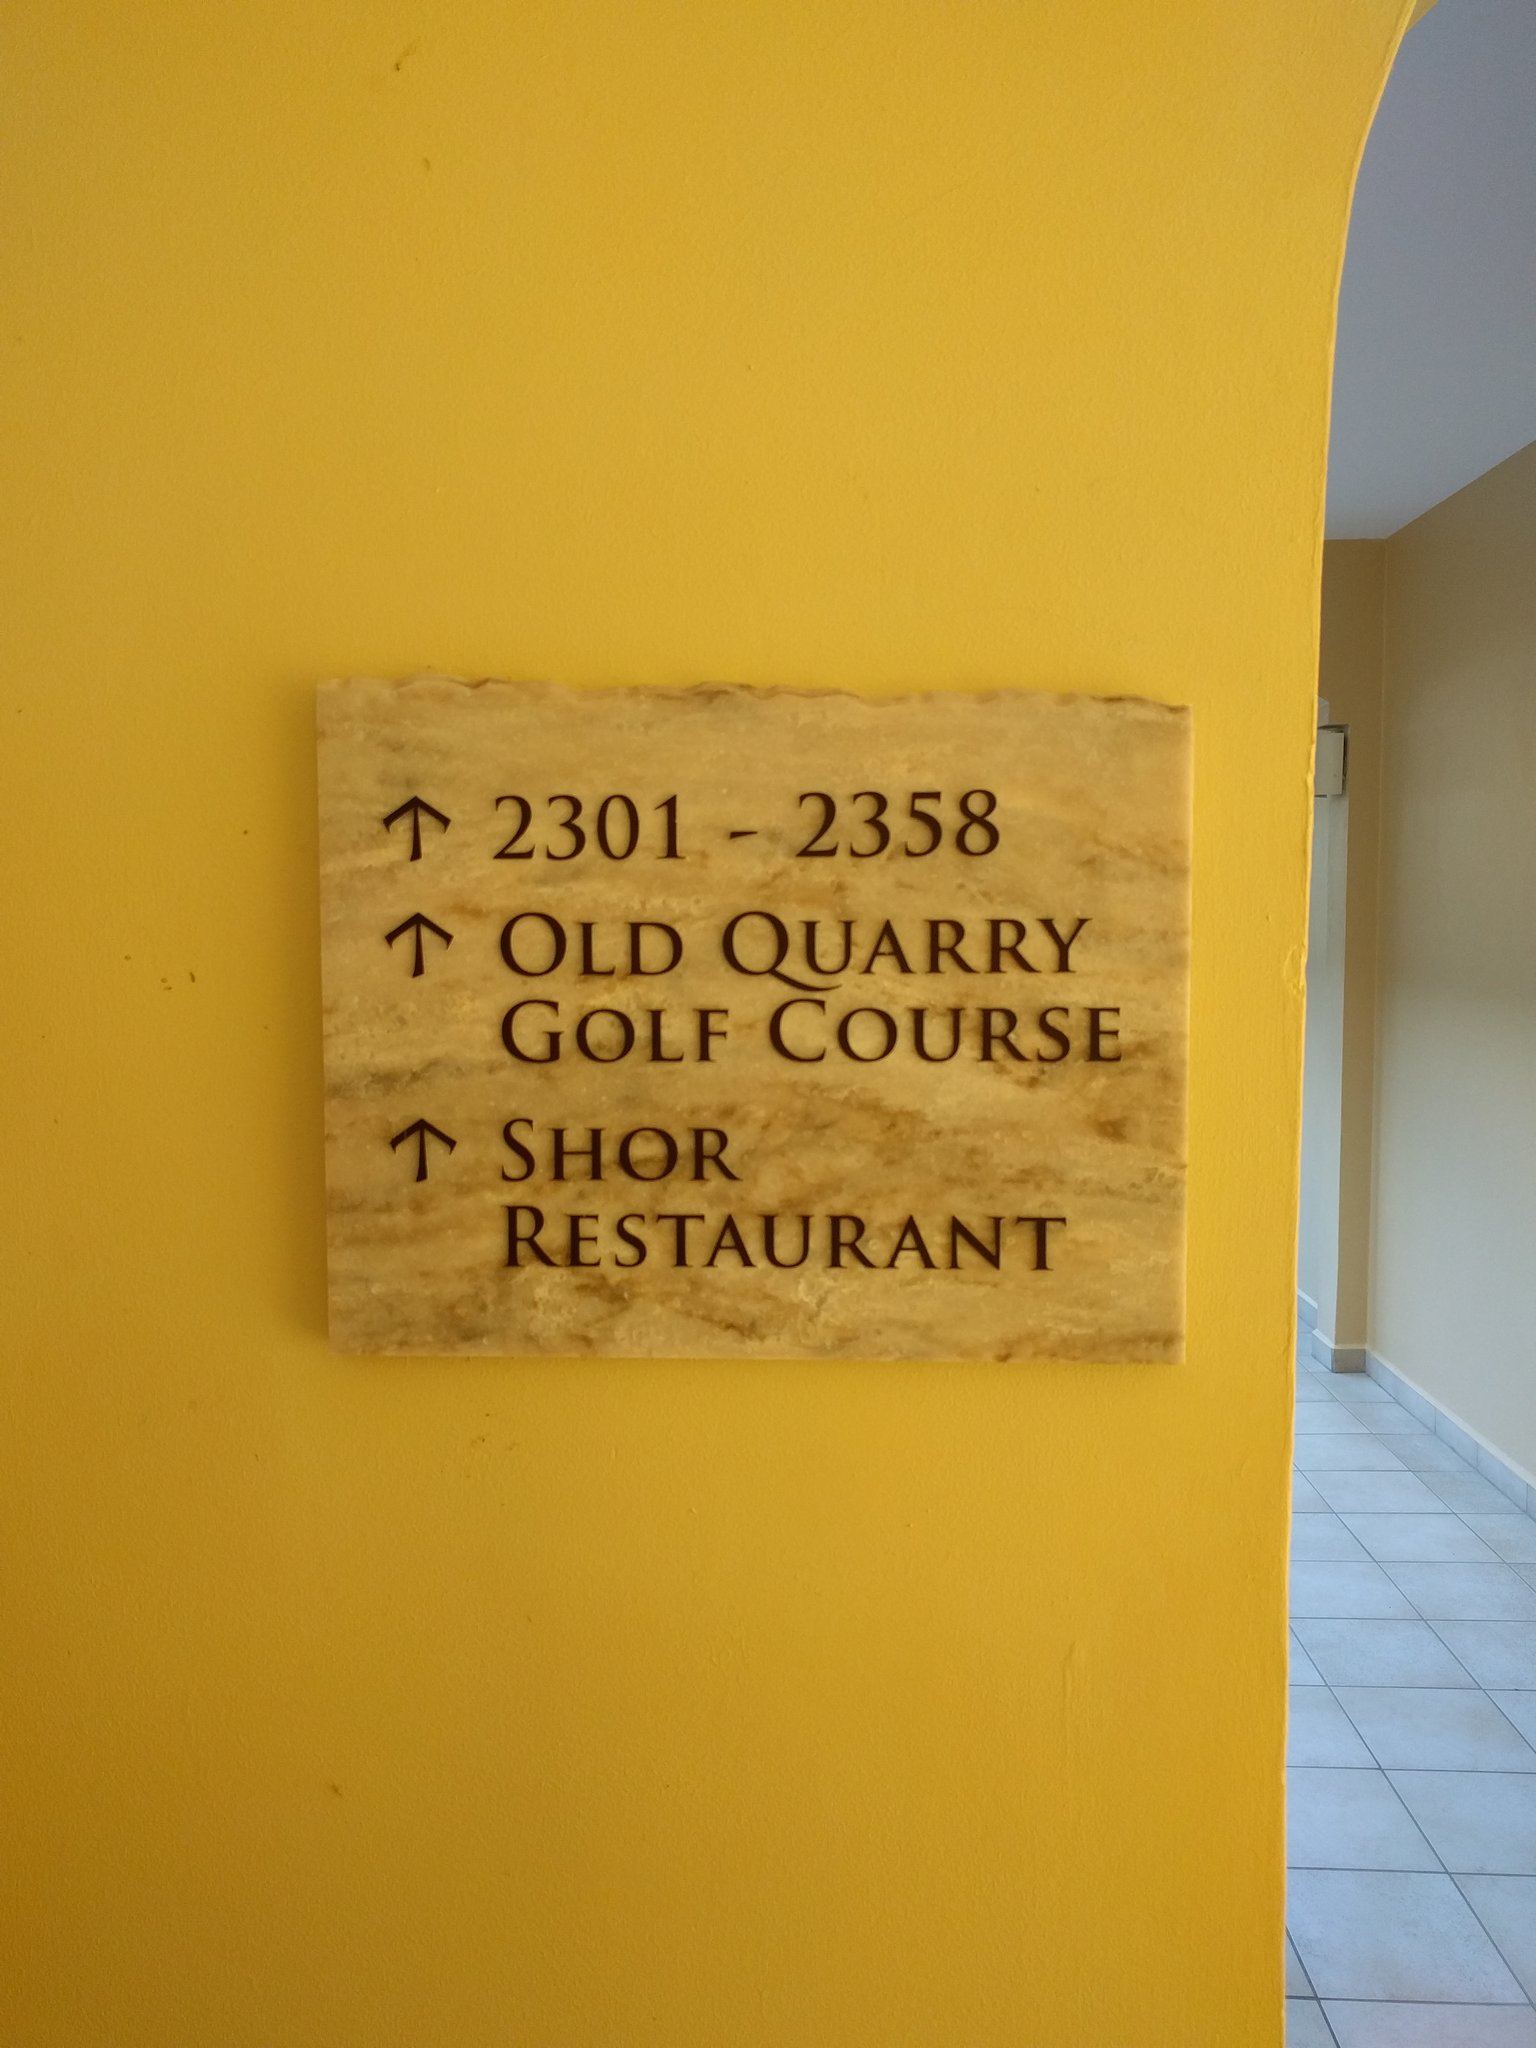 ↑ 2301 - 2358
↑ OLD QUARRY
GOLF COURSE
↑ SHOR
RESTAURANT